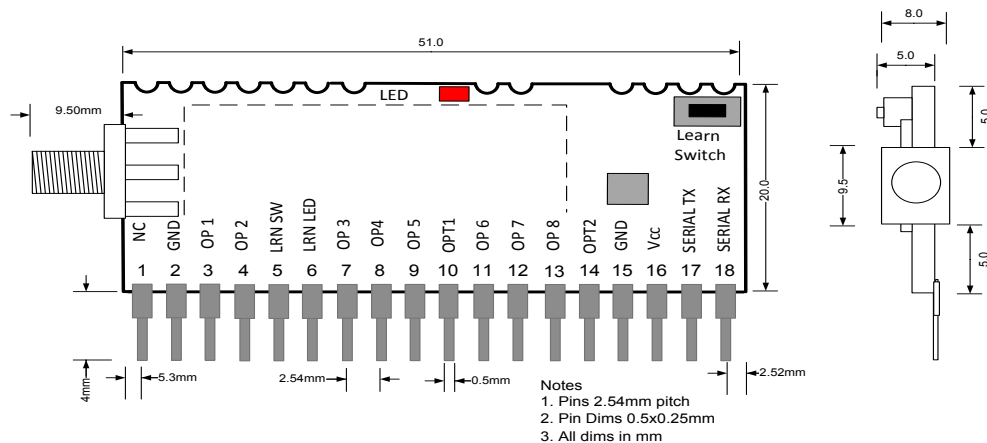 51.0
8.0
5.0
9.50mm
LED
Learn
Switch
20.0
5.0
9.5
5.0
NC
GND
OP 1
OP 2
LRN SW
LRN LED
OP 3
OP4
OP 5
OPT1
OP 6
OP 7
OP 8
OPT2
GND
Vcc
SERIAL TX
SERIAL RX
1 2 3 4 5 6 7 8 9 10 11 12 13 14 15 16 17 18
4mm
5.3mm
2.54mm
0.5mm
2.52mm
Notes
1. Pins 2.54mm pitch
2. Pin Dims 0.5x0.25mm
3. All dims in mm